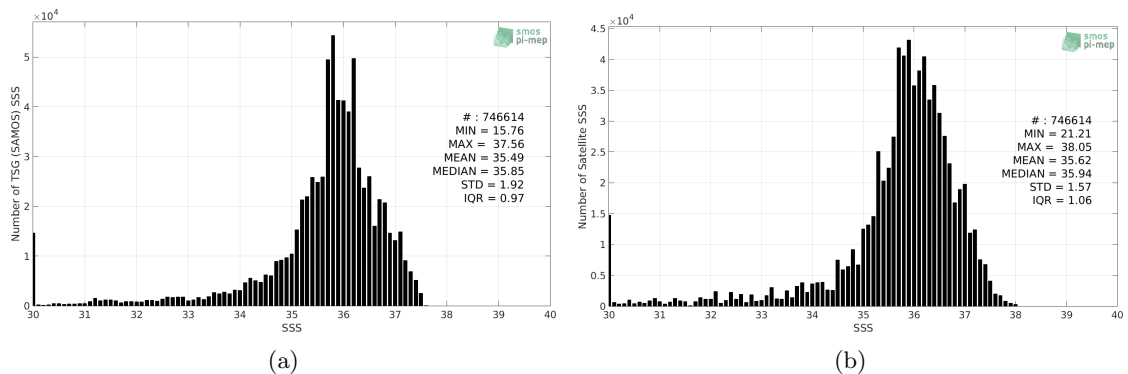 ×10⁴
5
4
3
2
1
0
Number of TSG (SAMOS) SSS
smos
pi-mep
# : 746614
MIN = 15.76
MAX = 37.56
MEAN = 35.49
MEDIAN = 35.85
STD = 1.92
IQR = 0.97
30 31 32 33 34 35 36 37 38 39 40
SSS
(a)
×10⁴
4.5
4
3.5
3
2.5
2
1.5
1
0.5
0
Number of Satellite SSS
smos
pi-mep
# : 746614
MIN = 21.21
MAX = 38.05
MEAN = 35.62
MEDIAN = 35.94
STD = 1.57
IQR = 1.06
30 31 32 33 34 35 36 37 38 39 40
SSS
(b)